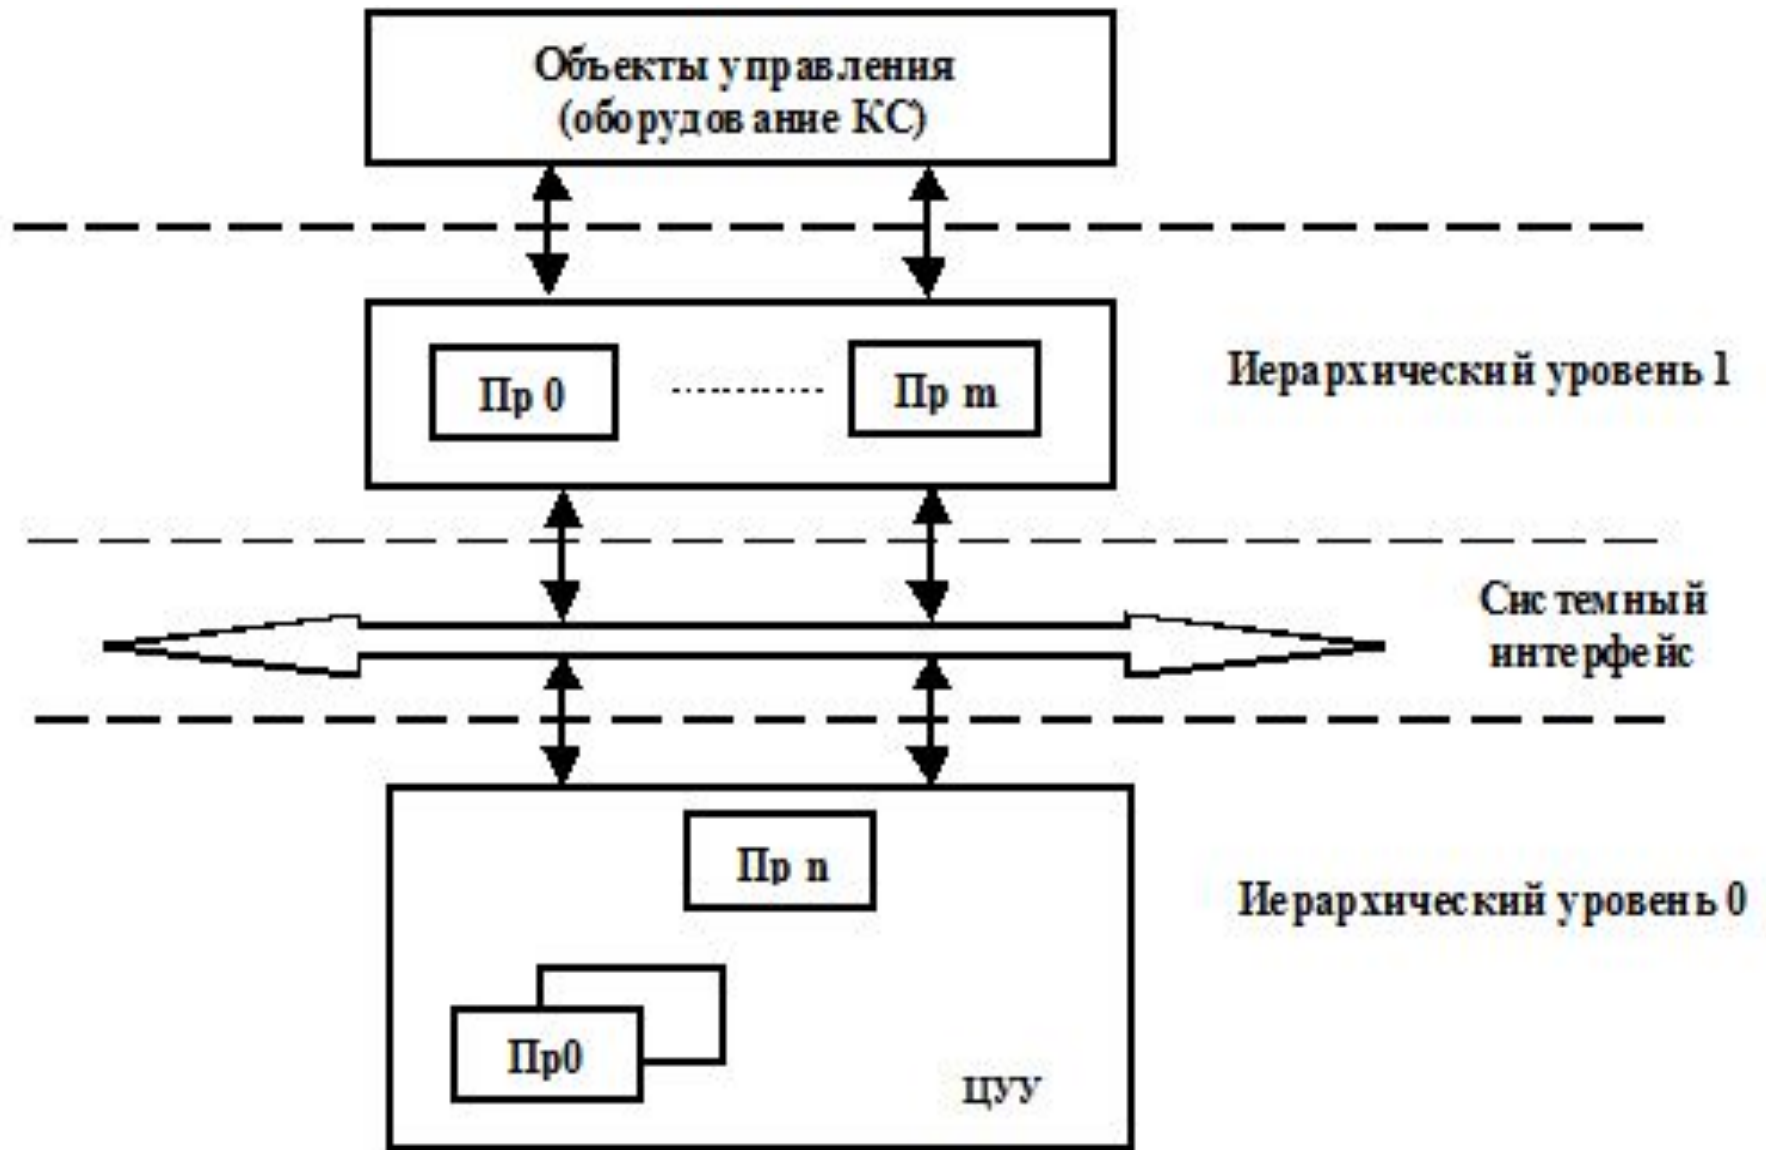 Объекты управления
(оборудование КС)
Пр 0
Пр m
Иерархический уровень 1
Системный
интерфейс
Пр n
Иерархический уровень 0
Пр0
ЦУУ